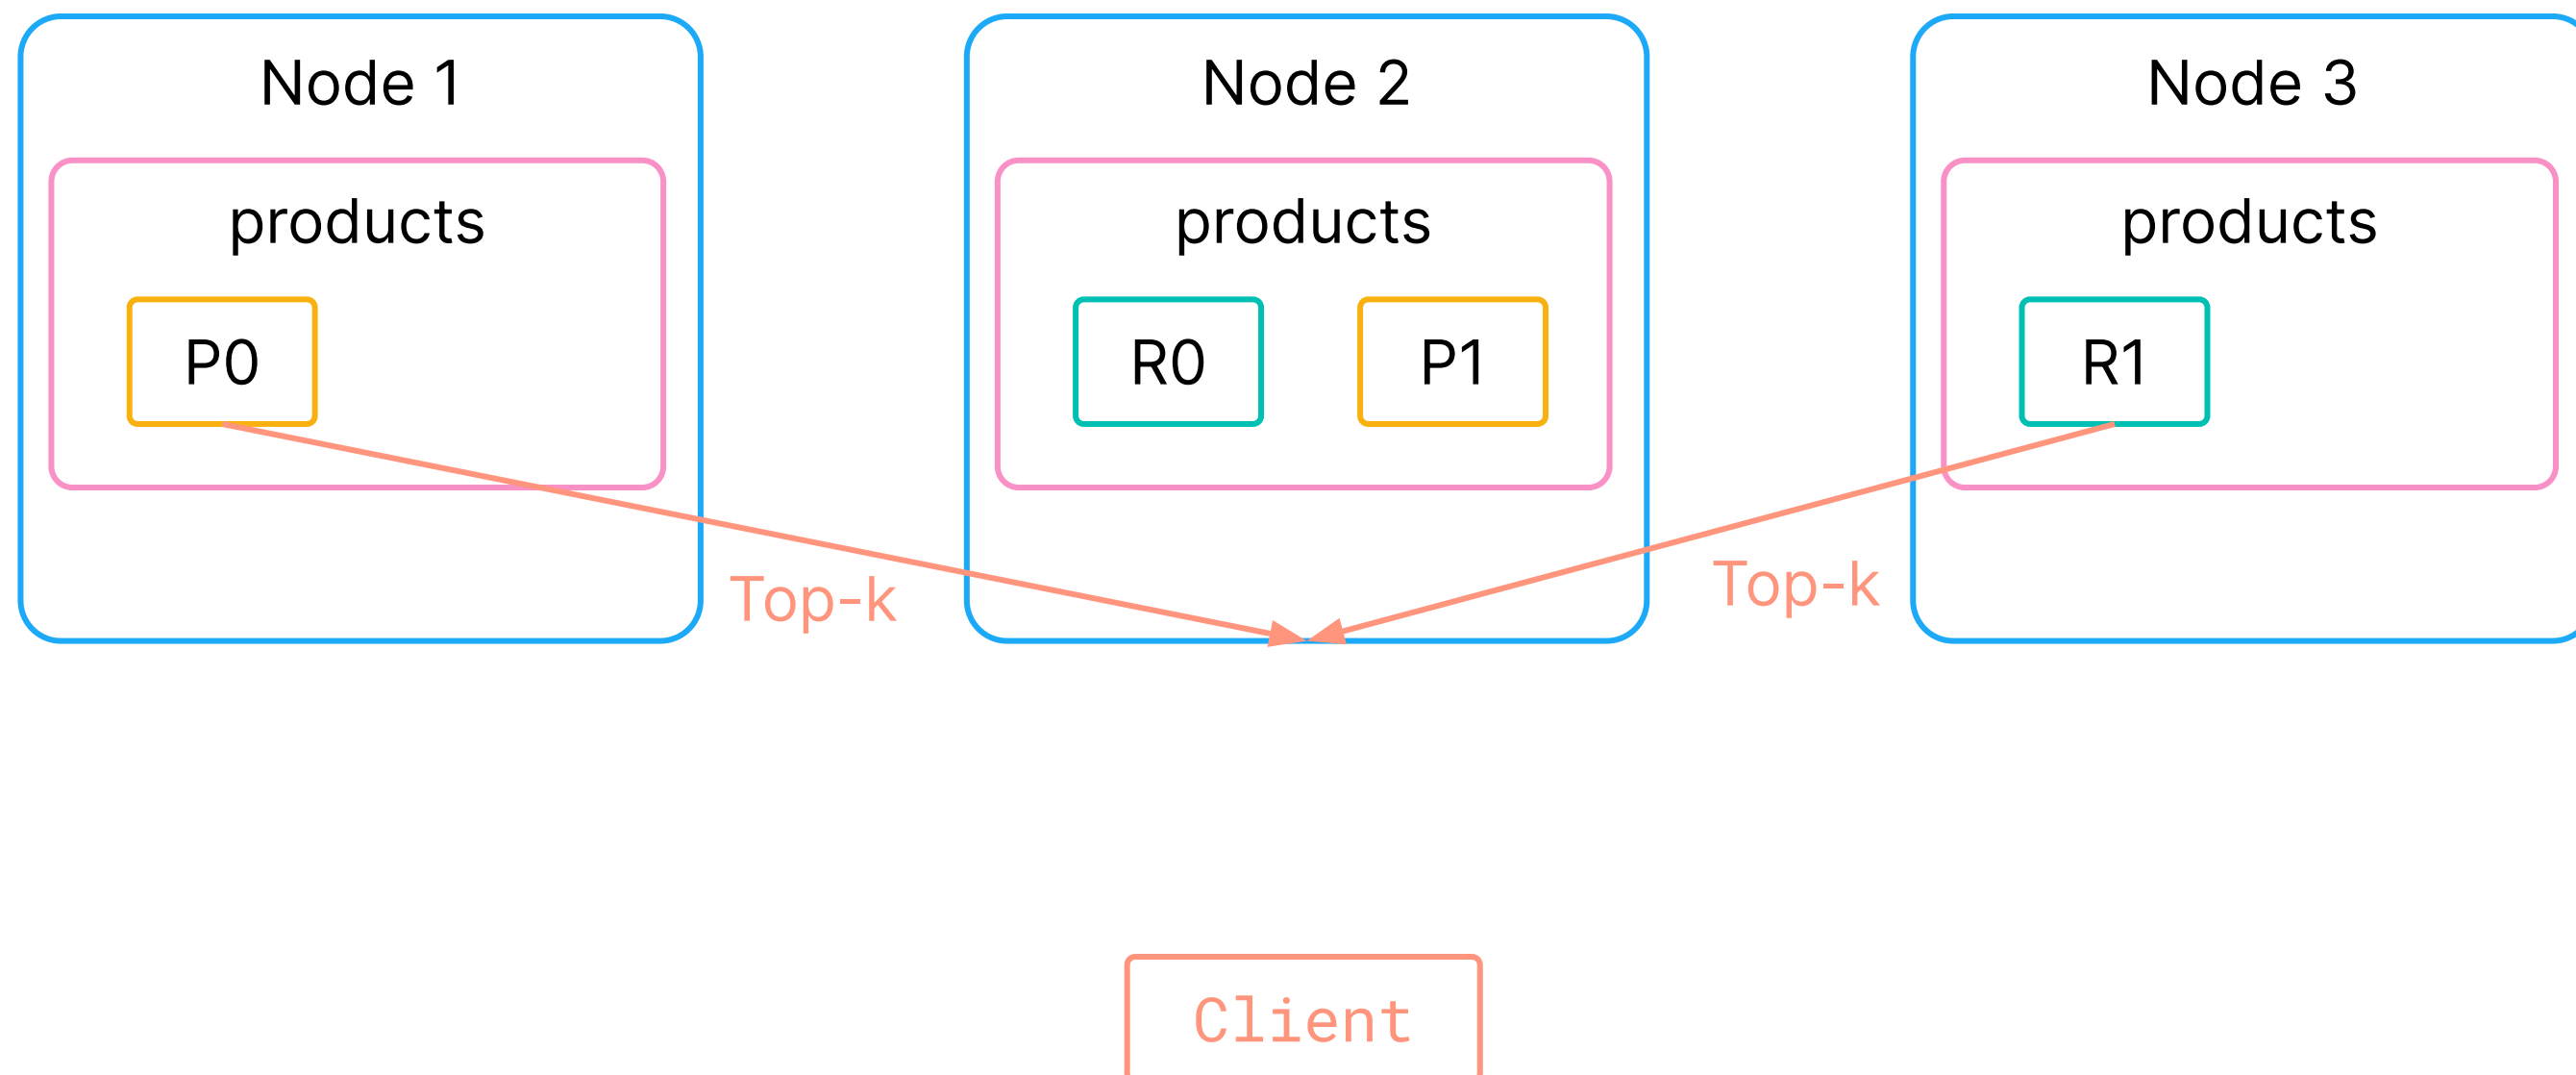 Node 1
products
P0
Node 2
products
R0
P1
Node 3
products
R1
Top-k
Top-k
Client